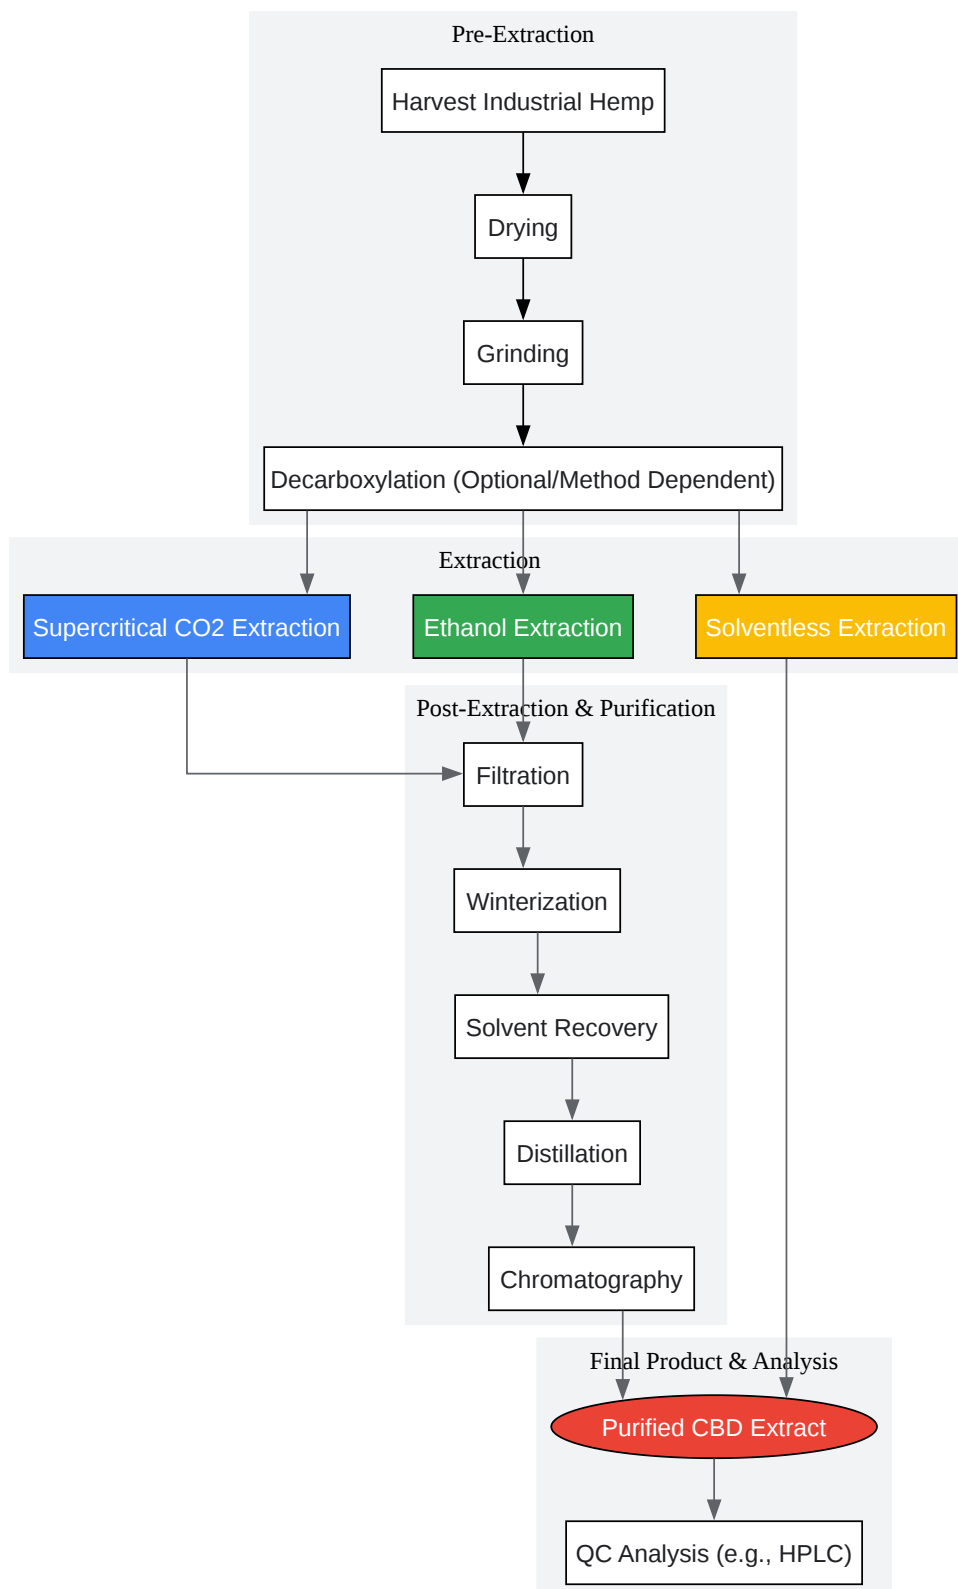 Pre-Extraction
Harvest Industrial Hemp
Drying
Grinding
Decarboxylation (Optional/Method Dependent)
Extraction
Supercritical CO2 Extraction
Ethanol Extraction
Solventless Extraction
Post-Extraction & Purification
Filtration
Winterization
Solvent Recovery
Distillation
Chromatography
Final Product & Analysis
Purified CBD Extract
QC Analysis (e.g., HPLC)